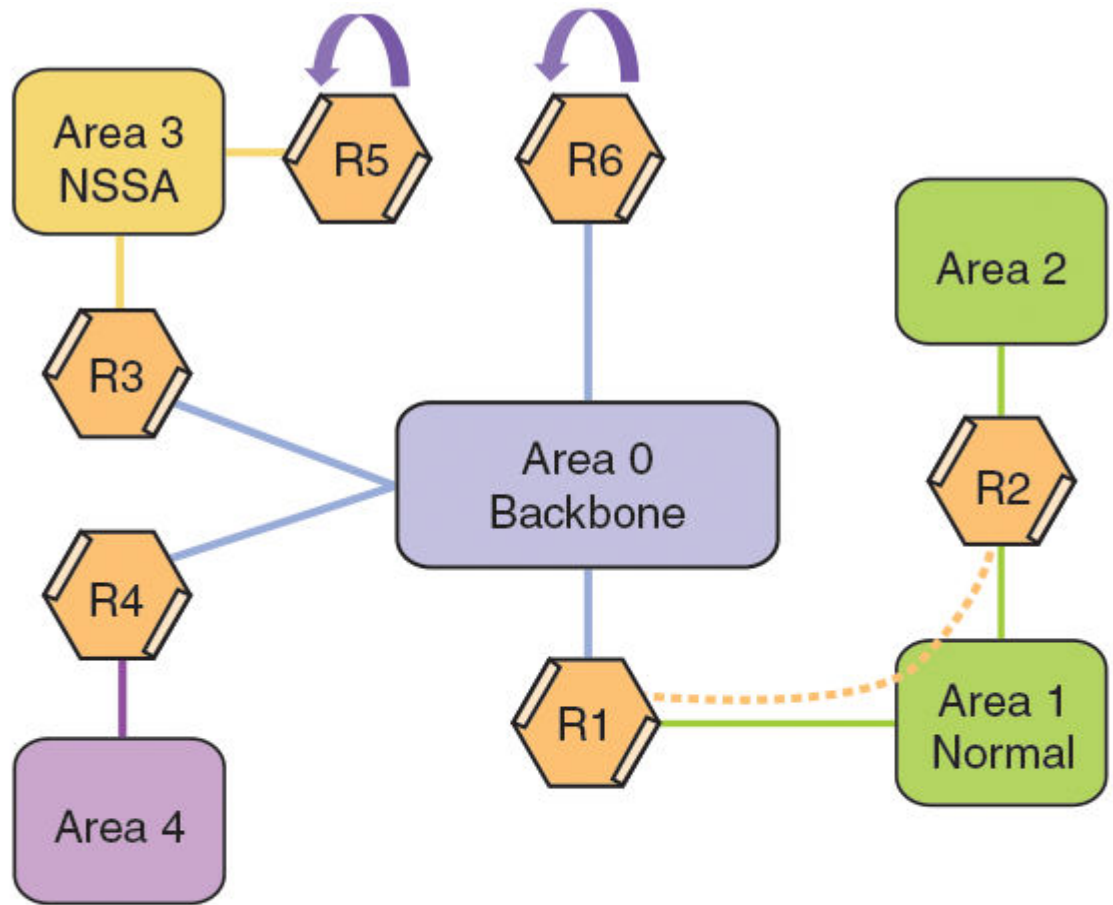 Area 3
NSSA
R5
R6
Area 2
R3
Area 0
Backbone
R2
R4
R1
Area 1
Normal
Area 4